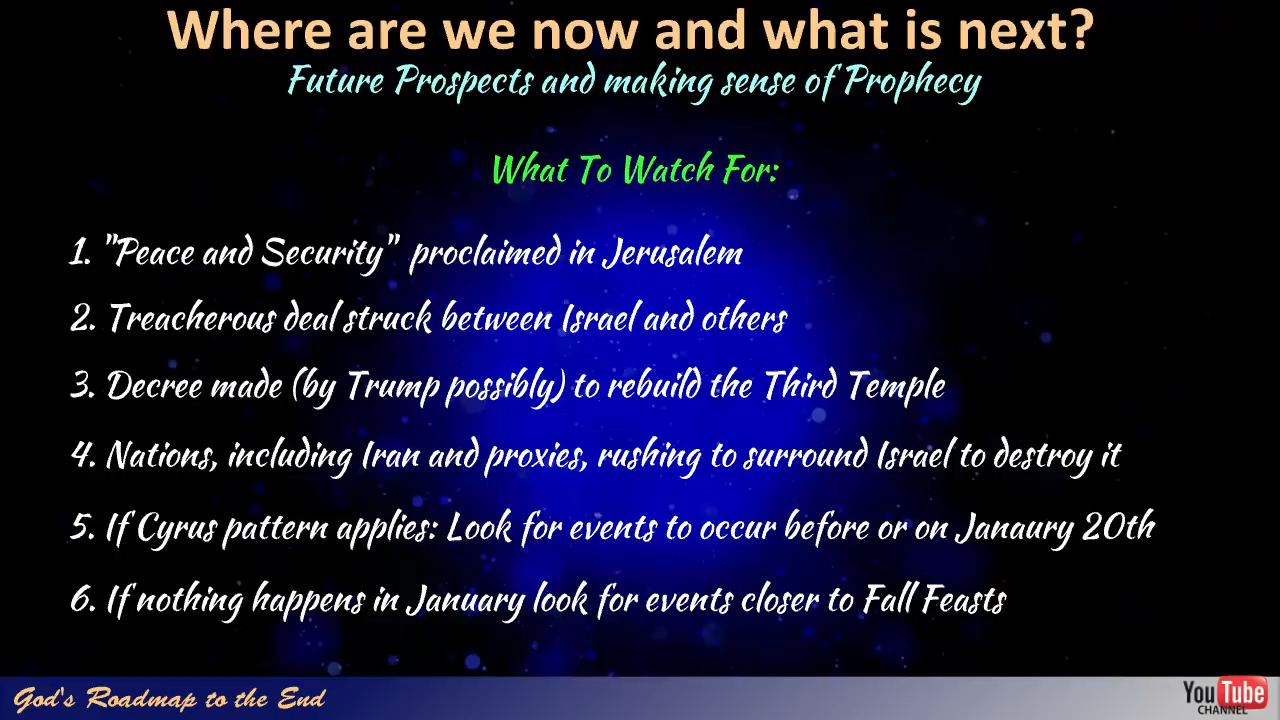 Where are we now and what is next?
Future Prospects and making sense of Prophecy
What To Watch For:
1. "Peace and Security" proclaimed in Jerusalem
2. Treacherous deal struck between Israel and others
3. Decree made (by Trump possibly) to rebuild the Third Temple
4. Nations, including Iran and proxies, rushing to surround Israel to destroy it
5. If Cyrus pattern applies: Look for events to occur before or on Janaury 20th
6. If nothing happens in January look for events closer to Fall Feasts
God's Roadmap to the End
YouTube
CHANNEL